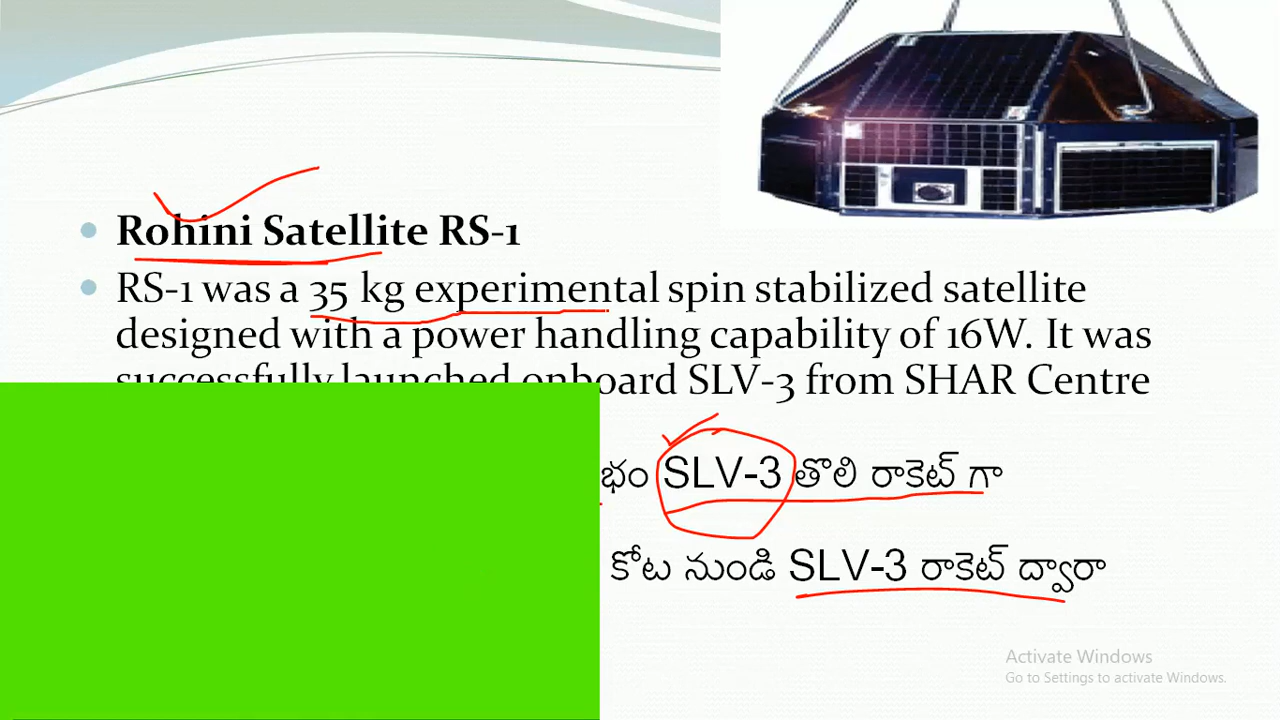 Rohini Satellite RS-1
RS-1 was a 35 kg experimental spin stabilized satellite
designed with a power handling capability of 16W. It was
successfully launched onboard SLV-3 from SHAR Centre
SLV-3 తొలి రాకెట్ గా
కోట నుండి SLV-3 రాకెట్ ద్వారా
Activate Windows
Go to Settings to activate Windows.